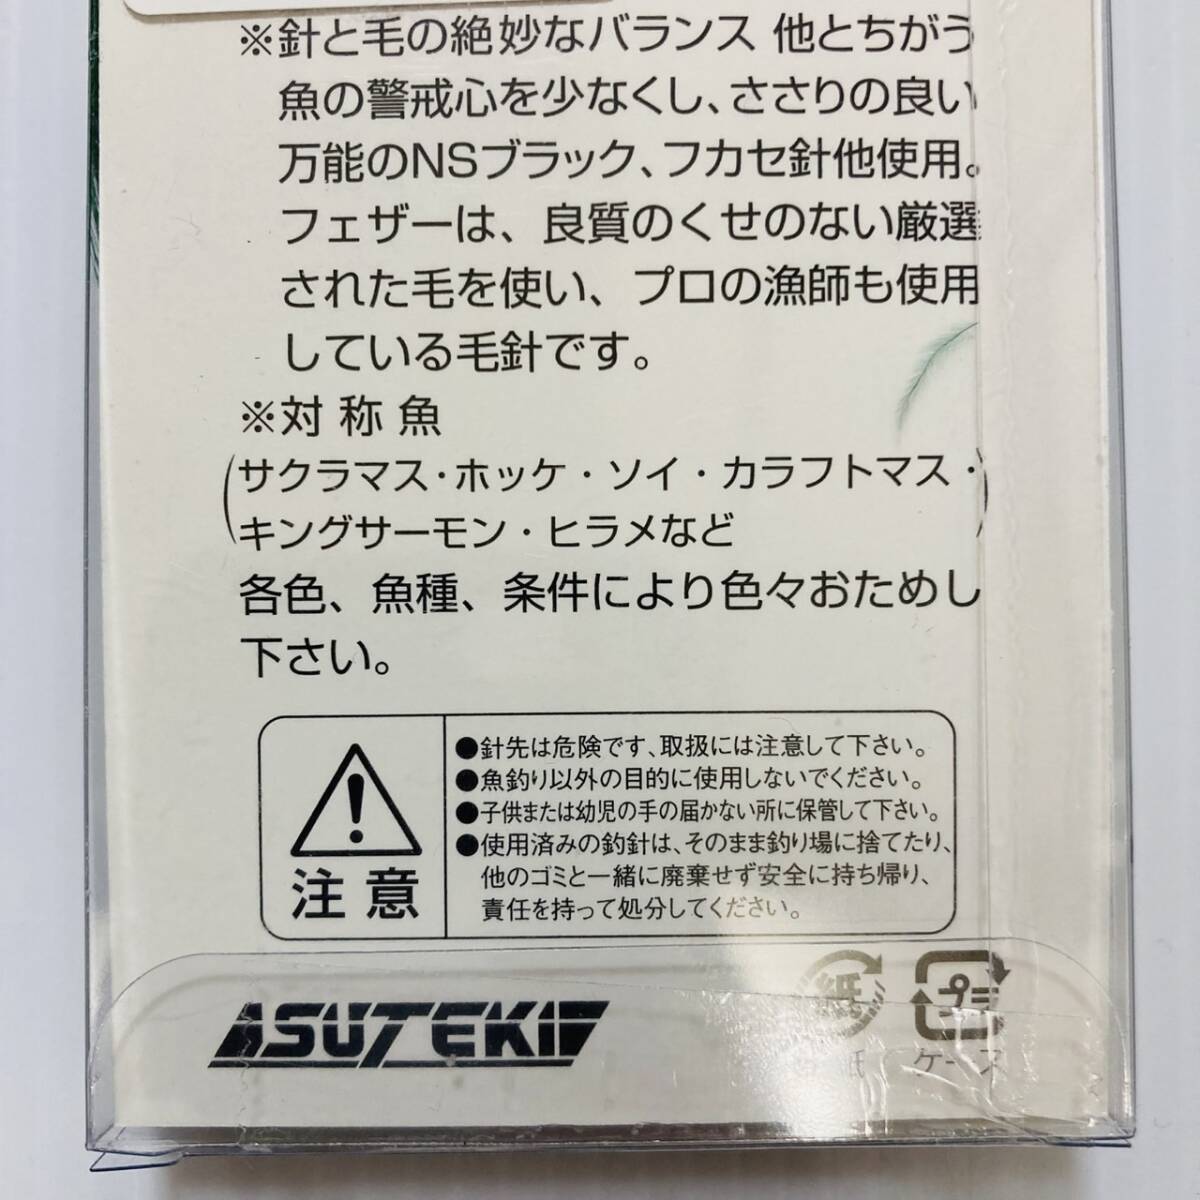 ※針と毛の絶妙なバランス 他とちがう
魚の警戒心を少なくし、ささりの良い
万能のNSブラック、フカセ針他使用。
フェザーは、良質のくせのない厳選
された毛を使い、プロの漁師も使用
している毛針です。
※対称魚
(サクラマス・ホッケ・ソイ・カラフトマス・
キングサーモン・ヒラメなど)
各色、魚種、条件により色々おためし
下さい。
注意
●針先は危険です、取扱には注意して下さい。
●魚釣り以外の目的に使用しないでください。
●子供または幼児の手の届かない所に保管して下さい。
●使用済みの釣針は、そのまま釣り場に捨てたり、
他のゴミと一緒に廃棄せず安全に持ち帰り、
責任を持って処分してください。
ASUTEKI
紙 プラ
紙 ケース